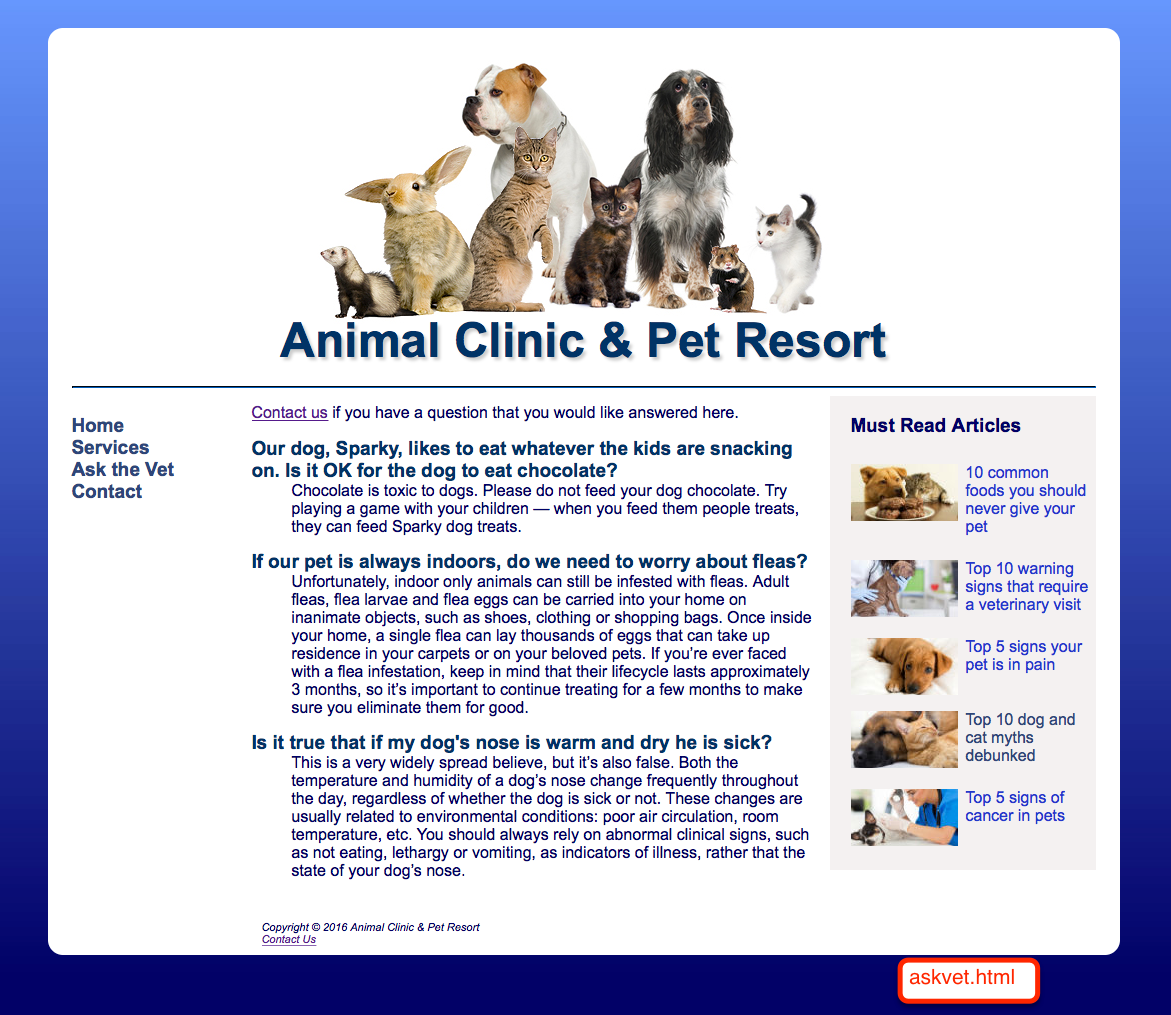 Animal Clinic & Pet Resort
Home
Services
Ask the Vet
Contact
Contact us if you have a question that you would like answered here.
Our dog, Sparky, likes to eat whatever the kids are snacking
on. Is it OK for the dog to eat chocolate?
Chocolate is toxic to dogs. Please do not feed your dog chocolate. Try
playing a game with your children — when you feed them people treats,
they can feed Sparky dog treats.
If our pet is always indoors, do we need to worry about fleas?
Unfortunately, indoor only animals can still be infested with fleas. Adult
fleas, flea larvae and flea eggs can be carried into your home on
inanimate objects, such as shoes, clothing or shopping bags. Once inside
your home, a single flea can lay thousands of eggs that can take up
residence in your carpets or on your beloved pets. If you’re ever faced
with a flea infestation, keep in mind that their lifecycle lasts approximately
3 months, so it’s important to continue treating for a few months to make
sure you eliminate them for good.
Is it true that if my dog's nose is warm and dry he is sick?
This is a very widely spread believe, but it’s also false. Both the
temperature and humidity of a dog’s nose change frequently throughout
the day, regardless of whether the dog is sick or not. These changes are
usually related to environmental conditions: poor air circulation, room
temperature, etc. You should always rely on abnormal clinical signs, such
as not eating, lethargy or vomiting, as indicators of illness, rather that the
state of your dog’s nose.
Must Read Articles
10 common
foods you should
never give your
pet
Top 10 warning
signs that require
a veterinary visit
Top 5 signs your
pet is in pain
Top 10 dog and
cat myths
debunked
Top 5 signs of
cancer in pets
Copyright © 2016 Animal Clinic & Pet Resort
Contact Us
askvet.html